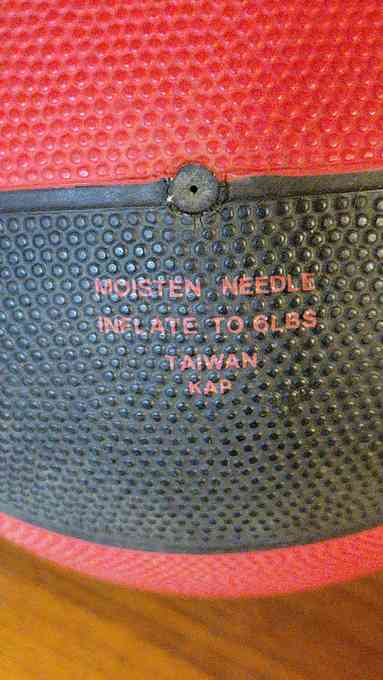 MOISTEN NEEDLE
INFLATE TO 6LBS.
TAIWAN
KAP